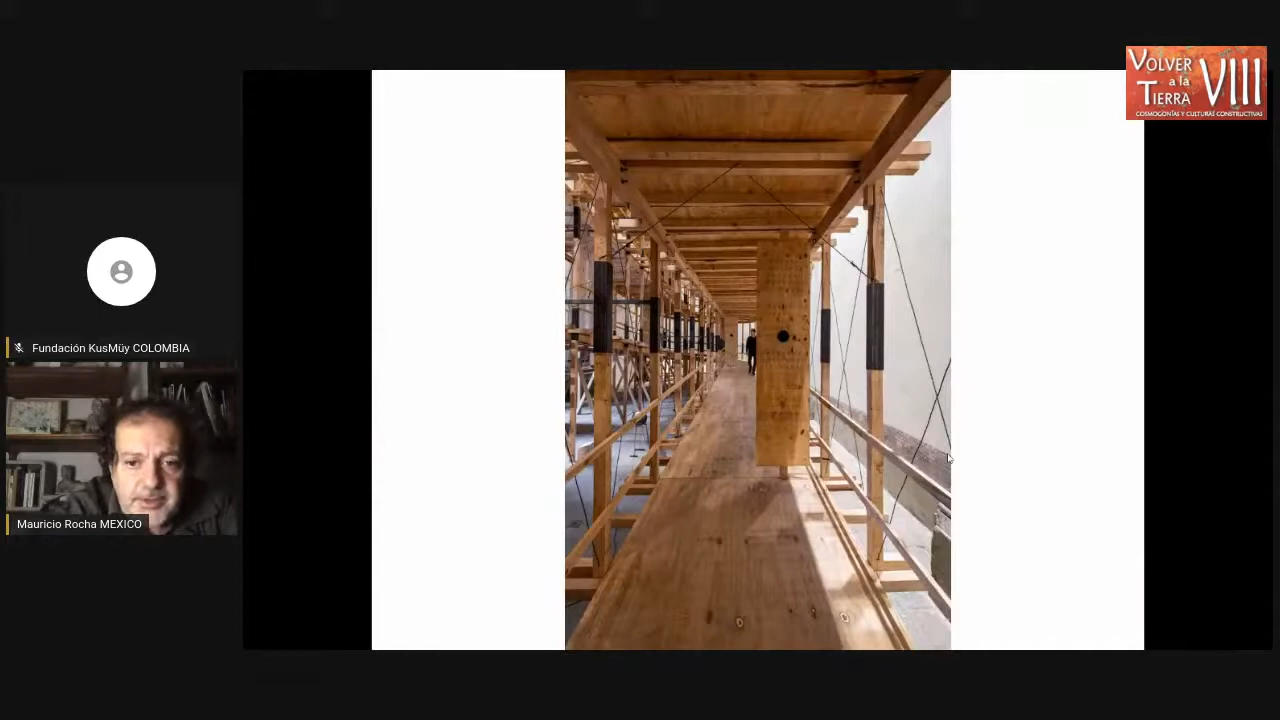 VOLVER
a la
TIERRA
VIII
COSMOGONÍAS Y CULTURAS CONSTRUCTIVAS
Fundación KusMüy COLOMBIA
Mauricio Rocha MEXICO